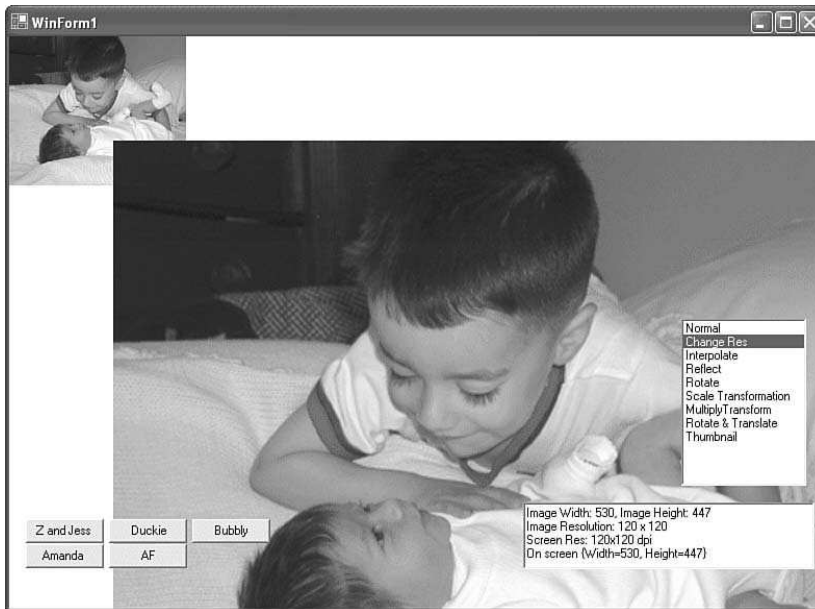 WinForm1
Normal
Change Res
Interpolate
Reflect
Rotate
Scale Transformation
MultiplyTransform
Rotate & Translate
Thumbnail
Image Width: 530, Image Height: 447
Image Resolution: 120 x 120
Screen Res: 120x120 dpi
On screen {Width=530, Height=447}
Z and Jess
Duckie
Bubbly
Amanda
AF